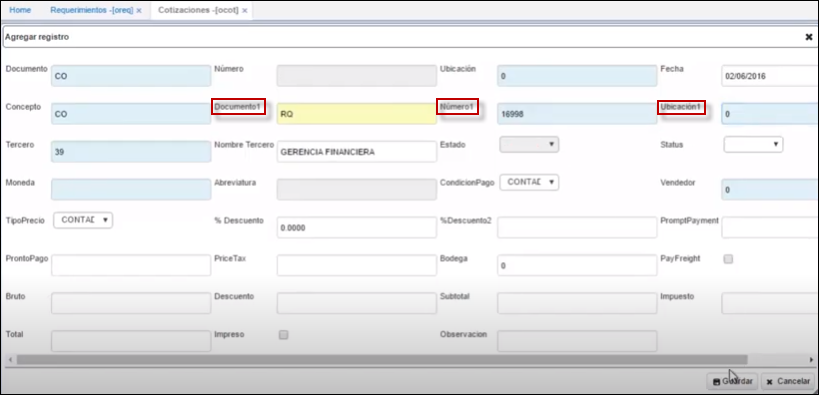 Home Requerimientos -[oreq] x Cotizaciones -[ocot] x
Agregar registro
Documento CO Número Ubicación 0 Fecha 02/06/2016
Concepto CO Documento1 RQ Número1 16998 Ubicación1 0
Tercero 39 Nombre Tercero GERENCIA FINANCIERA Estado Status
Moneda Abreviatura CondicionPago CONTAD Vendedor 0
TipoPrecio CONTAD % Descuento 0.0000 %Descuento2 PromptPayment
ProntoPago PriceTax Bodega 0 PayFreight
Bruto Descuento Subtotal Impuesto
Total Impreso Observacion
Guardar Cancelar